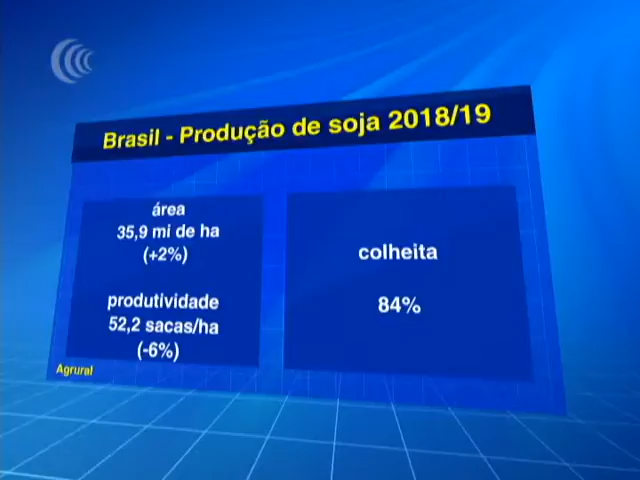 Brasil - Produção de soja 2018/19
área
35,9 mi de ha
(+2%)
produtividade
52,2 sacas/ha
(-6%)
colheita
84%
Agrural